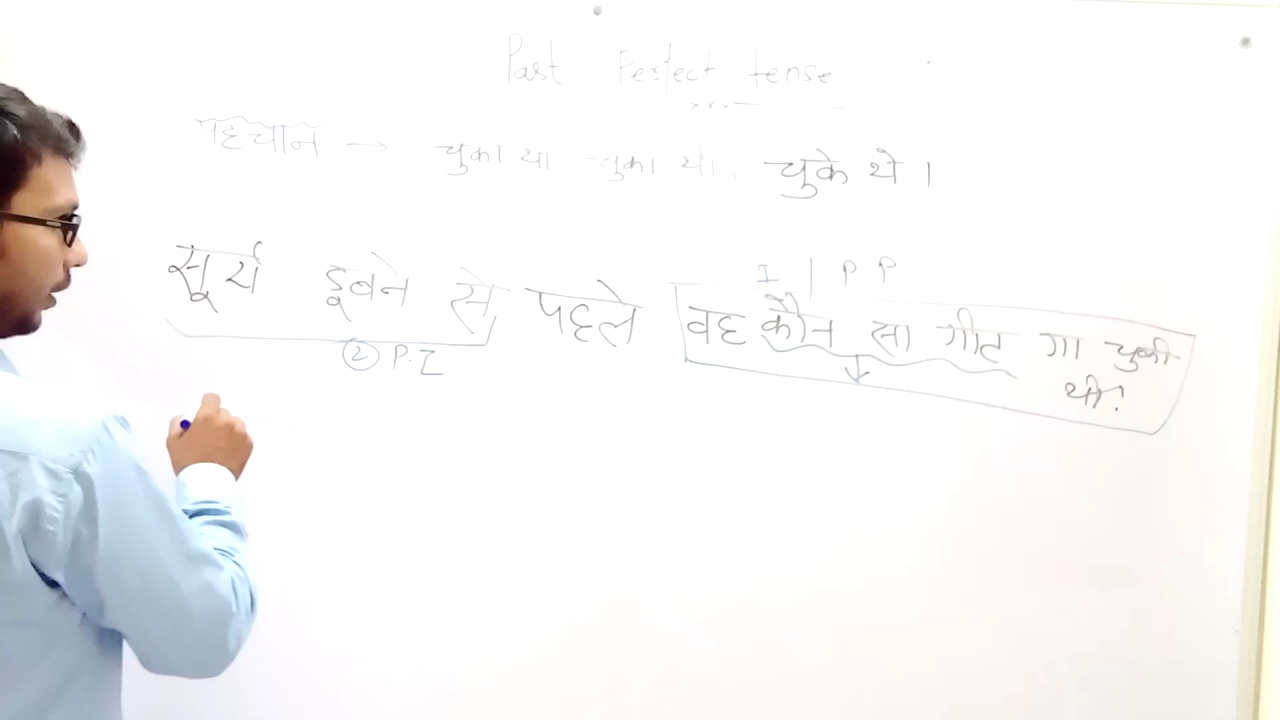 Past Perfect tense :
पहचान → चुका था चुका था, चुके थे ।
I | P P
सूर्य डूबने से पहले वह कौन सा गीत गा चुकी
थी?
② P.I